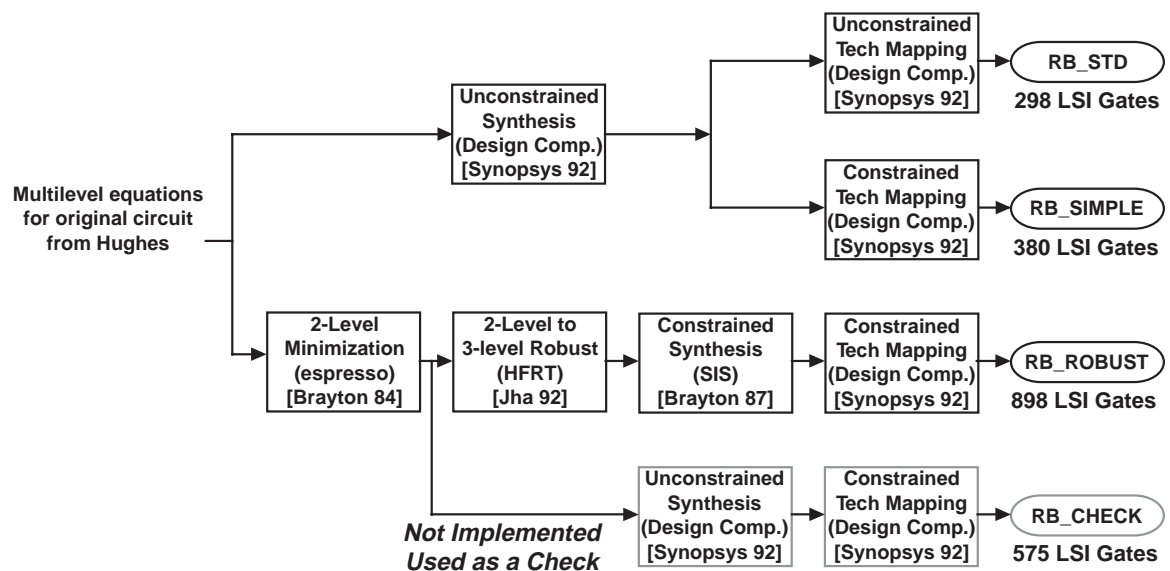 Multilevel equations
for original circuit
from Hughes
Unconstrained
Synthesis
(Design Comp.)
[Synopsys 92]
Unconstrained
Tech Mapping
(Design Comp.)
[Synopsys 92]
RB_STD
298 LSI Gates
Constrained
Tech Mapping
(Design Comp.)
[Synopsys 92]
RB_SIMPLE
380 LSI Gates
2-Level
Minimization
(espresso)
[Brayton 84]
2-Level to
3-level Robust
(HFRT)
[Jha 92]
Constrained
Synthesis
(SIS)
[Brayton 87]
Constrained
Tech Mapping
(Design Comp.)
[Synopsys 92]
RB_ROBUST
898 LSI Gates
Not Implemented
Used as a Check
Unconstrained
Synthesis
(Design Comp.)
[Synopsys 92]
Constrained
Tech Mapping
(Design Comp.)
[Synopsys 92]
RB_CHECK
575 LSI Gates